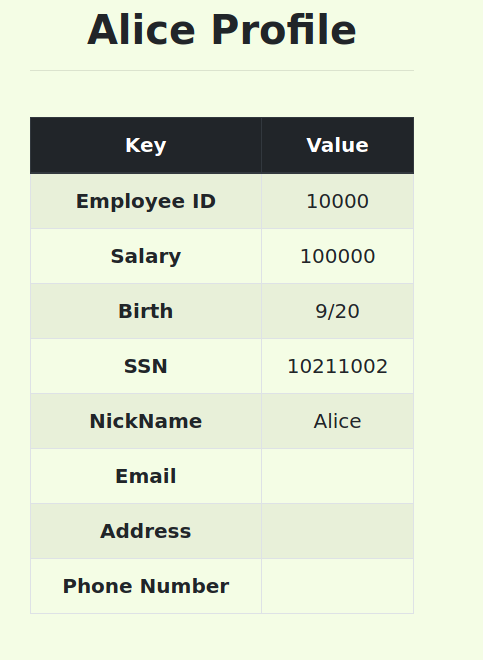 Alice Profile
Key Value
Employee ID 10000
Salary 100000
Birth 9/20
SSN 10211002
NickName Alice
Email
Address
Phone Number